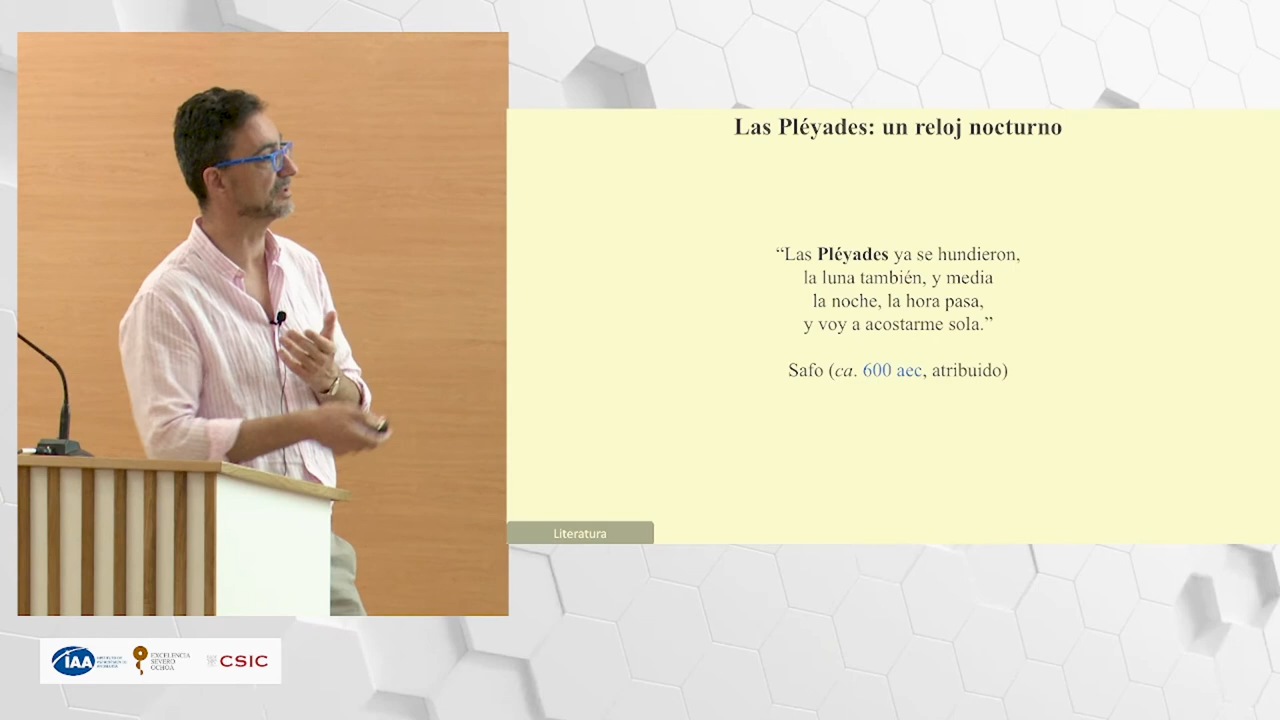 Las Pléyades: un reloj nocturno
“Las Pléyades ya se hundieron,
la luna también, y media
la noche, la hora pasa,
y voy a acostarme sola.”
Safo (ca. 600 aec, atribuido)
Literatura
IAA
EXCELENCIA
SEVERO
OCHOA
CSIC